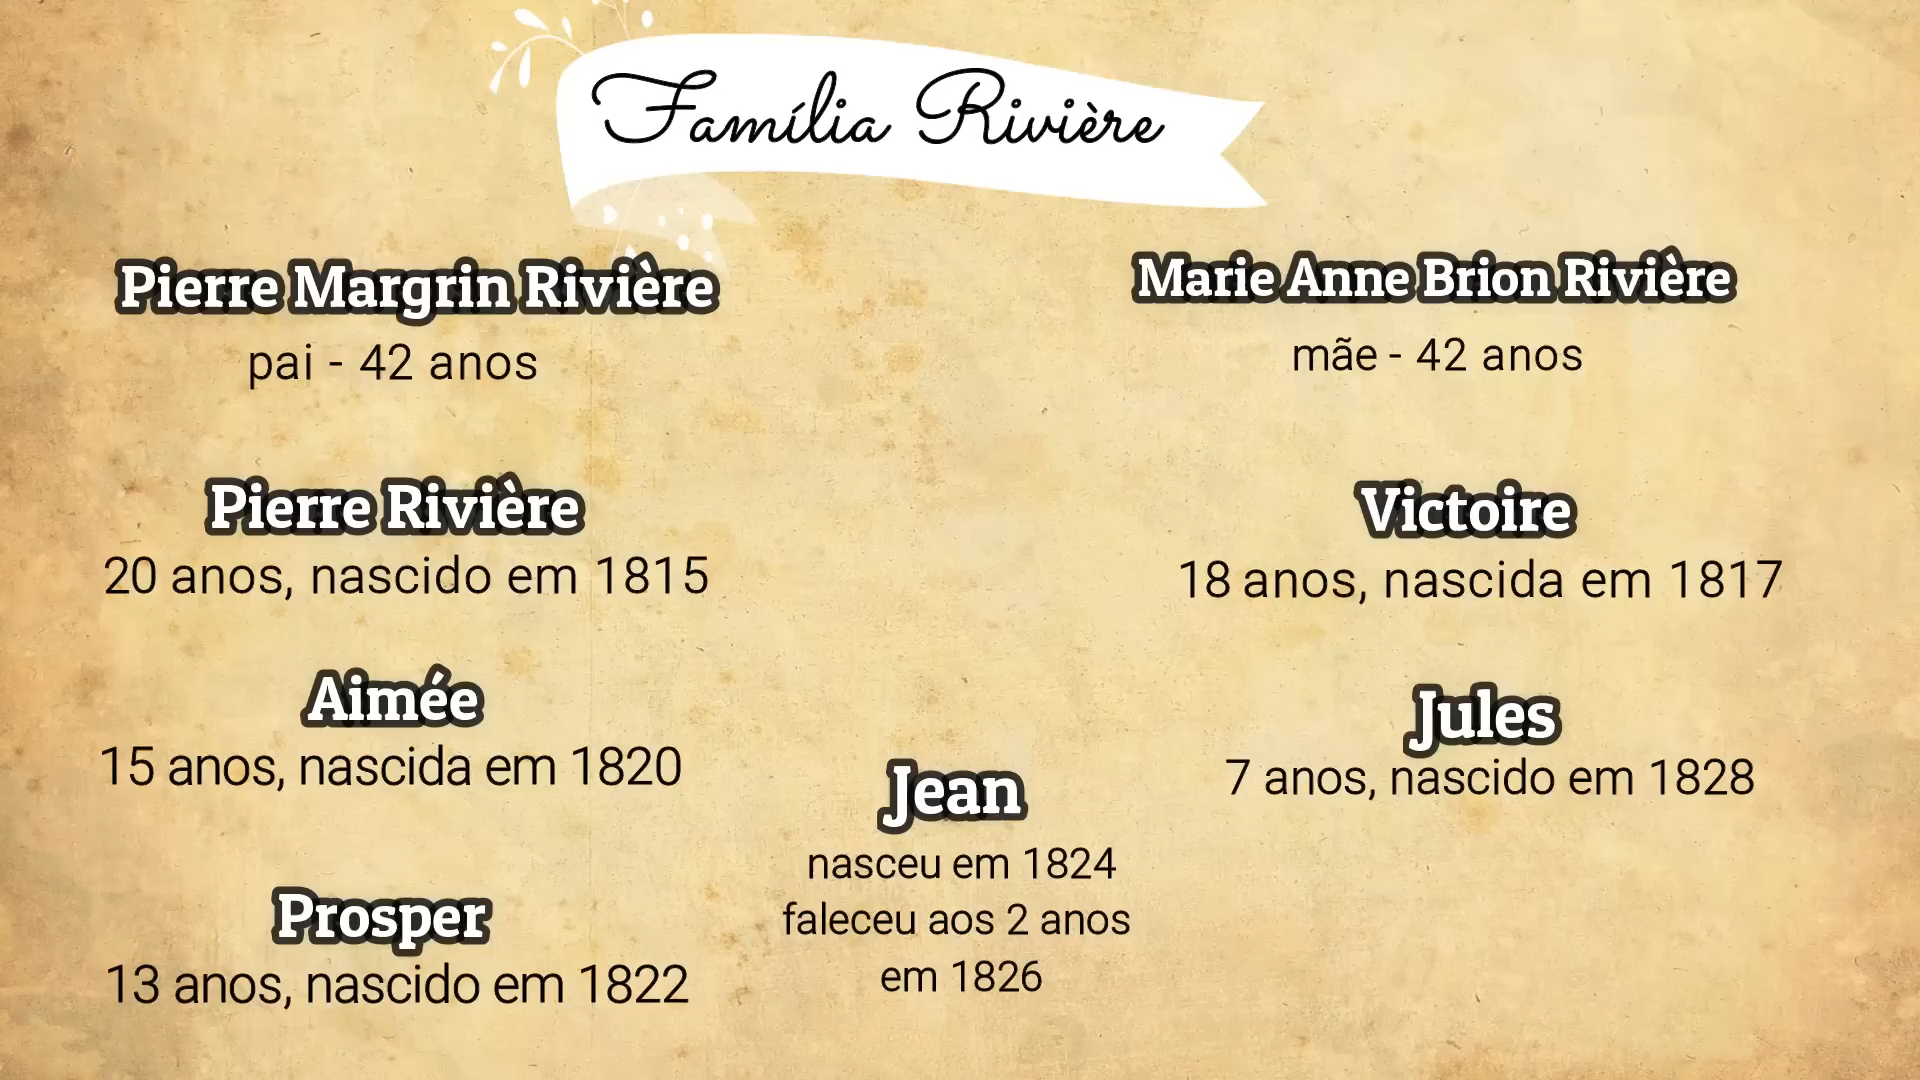 Família Rivière
Pierre Margrin Rivière
pai - 42 anos
Marie Anne Brion Rivière
mãe - 42 anos
Pierre Rivière
20 anos, nascido em 1815
Victoire
18 anos, nascida em 1817
Aimée
15 anos, nascida em 1820
Jules
7 anos, nascido em 1828
Prosper
13 anos, nascido em 1822
Jean
nasceu em 1824
faleceu aos 2 anos
em 1826